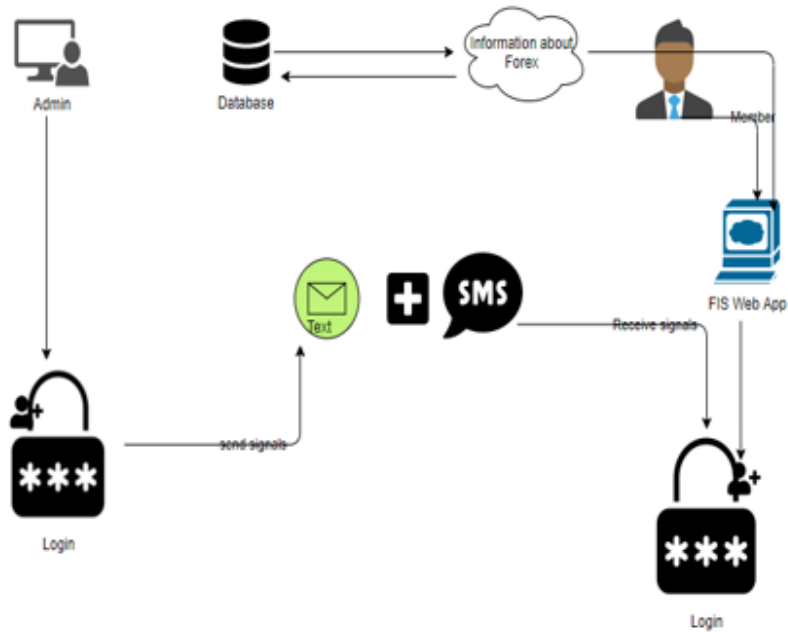 Information about
Forex
Admin
Database
Member
SMS
Text
FIS Web App
Receive signals
send signals
***
Login
***
Login